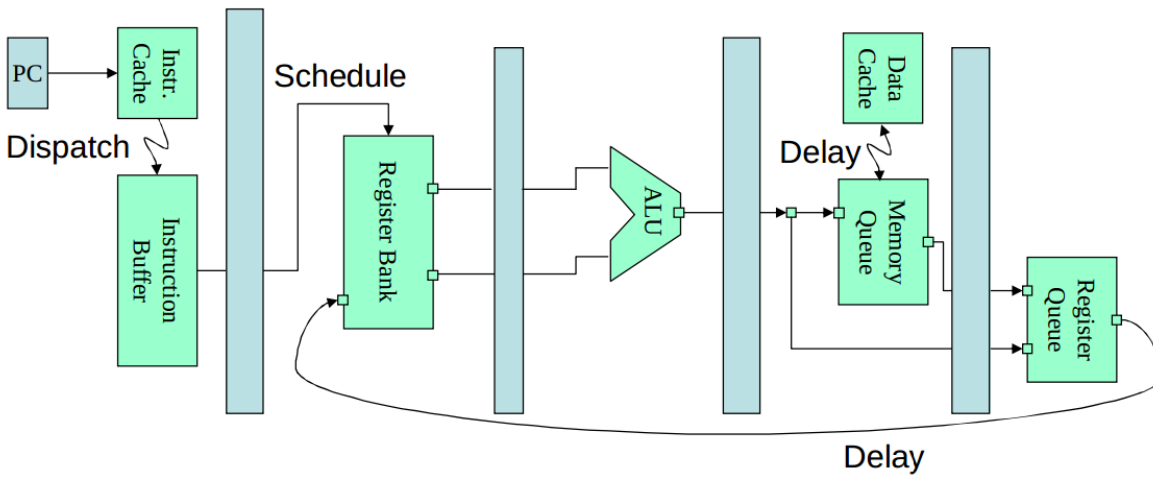 PC
Instr.
Cache
Dispatch
Instruction
Buffer
Schedule
Register Bank
ALU
Data
Cache
Delay
Memory
Queue
Register
Queue
Delay